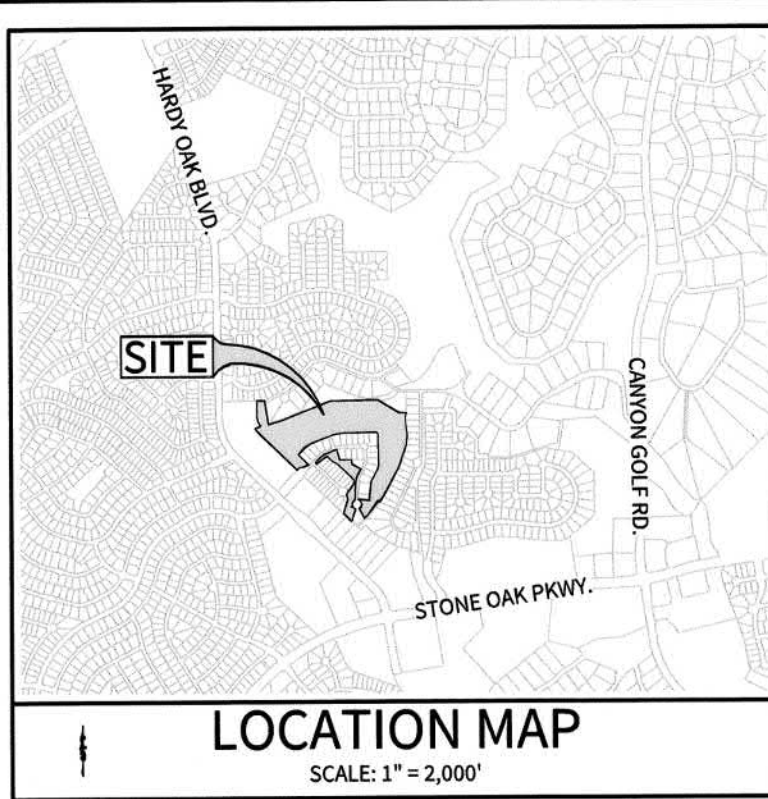 HARDY OAK BLVD.
SITE
CANYON GOLF RD.
STONE OAK PKWY.
LOCATION MAP
SCALE: 1" = 2,000'